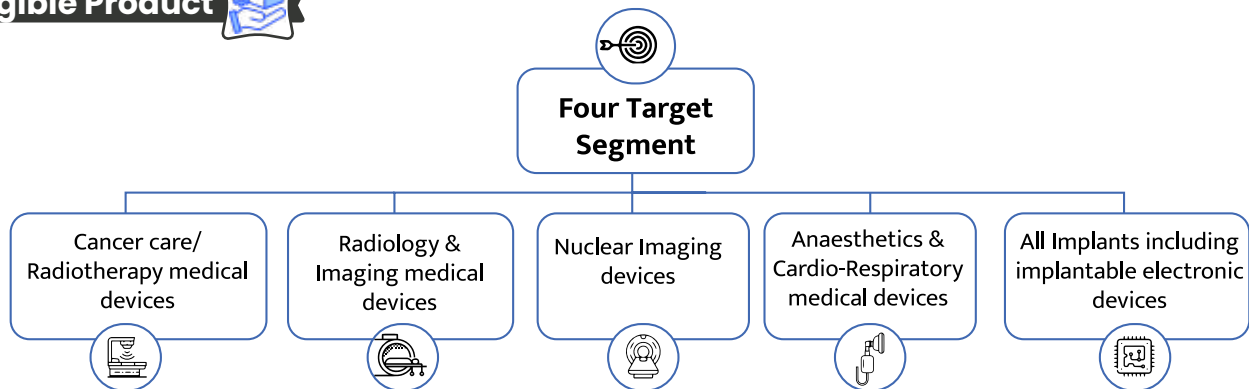 Product
Four Target
Segment
Cancer care/
Radiotherapy medical
devices
Radiology &
Imaging medical
devices
Nuclear Imaging
devices
Anaesthetics &
Cardio-Respiratory
medical devices
All Implants including
implantable electronic
devices